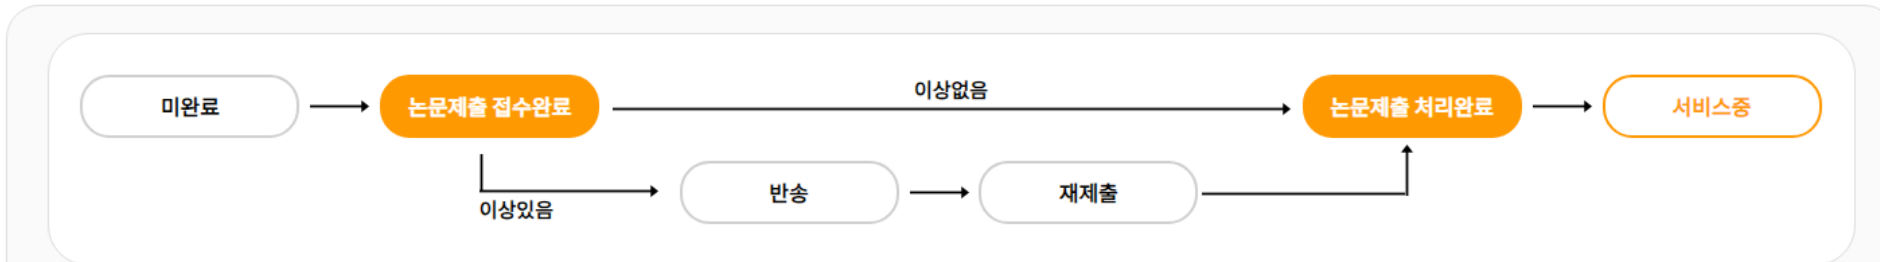 미완료
논문제출 접수완료
이상없음
논문제출 처리완료
서비스중
이상있음
반송
재제출